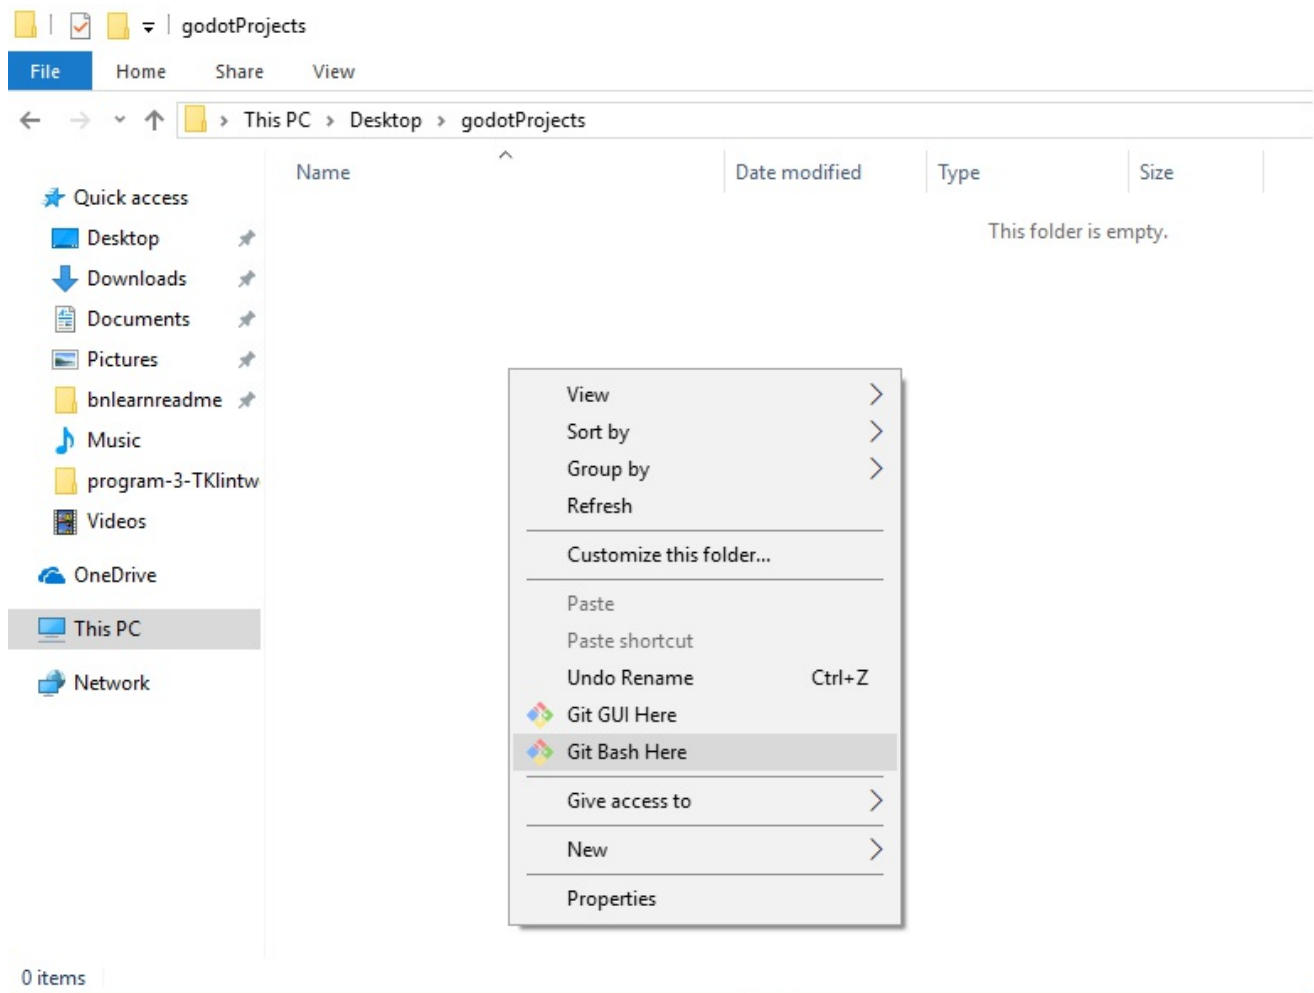 godotProjects
File Home Share View
This PC > Desktop > godotProjects
Name Date modified Type Size
Quick access
This folder is empty.
Desktop
Downloads
Documents
Pictures
bnlearnreadme
Music
program-3-TKlintw
Videos
OneDrive
This PC
Network
View
Sort by
Group by
Refresh
Customize this folder...
Paste
Paste shortcut
Undo Rename Ctrl+Z
Git GUI Here
Git Bash Here
Give access to
New
Properties
0 items